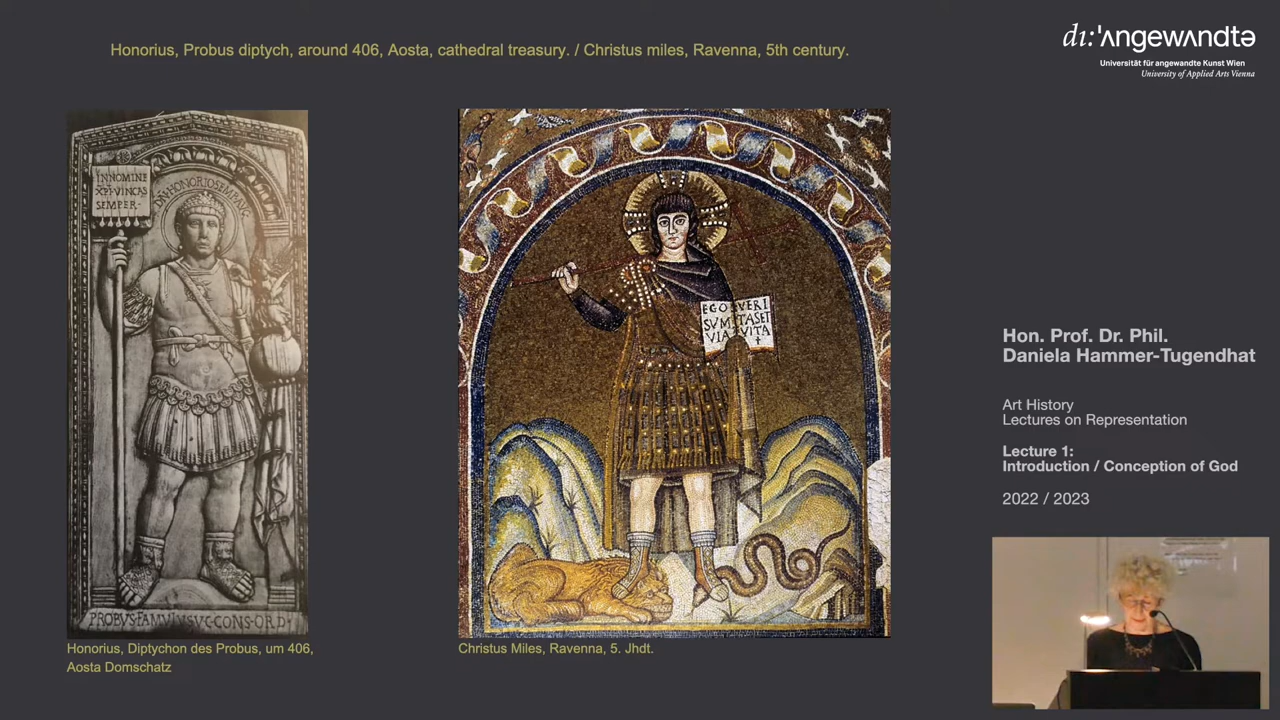 Honorius, Probus diptych, around 406, Aosta, cathedral treasury. / Christus miles, Ravenna, 5th century.
dı:'ʌngewʌndtə
Universität für angewandte Kunst Wien
University of Applied Arts Vienna
INNOMINE
XPI·VINCAS
SEMPER·
EGO VERI
SVM TASET
VIA VITA
PROBVS·FAMVLVS·V·C·CONS·ORD·
Honorius, Diptychon des Probus, um 406,
Aosta Domschatz
Christus Miles, Ravenna, 5. Jhdt.
Hon. Prof. Dr. Phil.
Daniela Hammer-Tugendhat
Art History
Lectures on Representation
Lecture 1:
Introduction / Conception of God
2022 / 2023